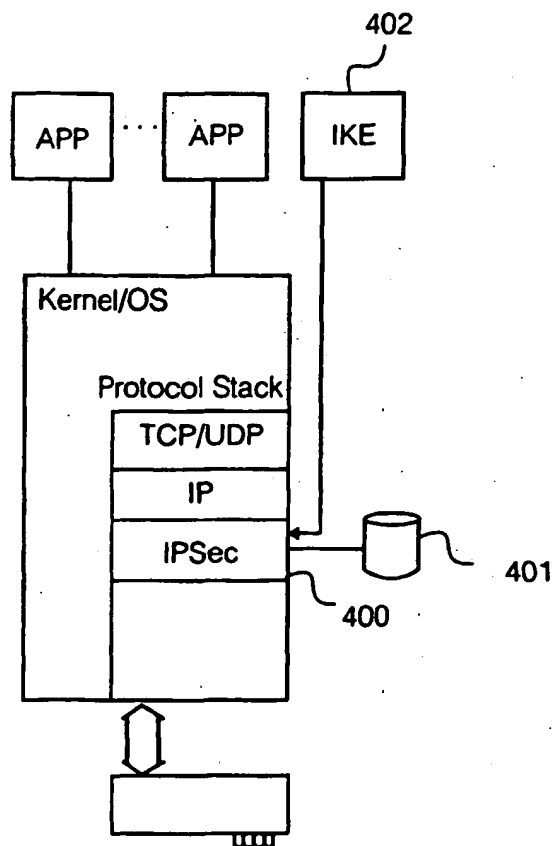 402
APP .... APP
IKE
Kernel/OS
Protocol Stack
TCP/UDP
IP
IPSec
401
400